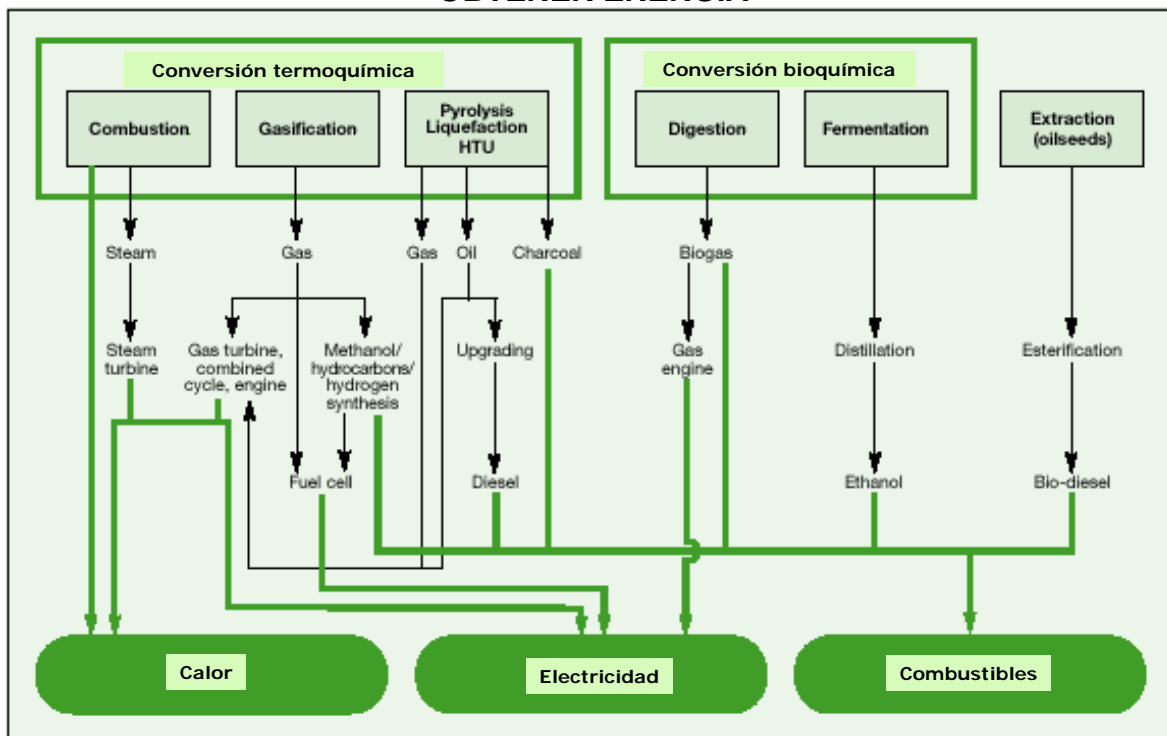 OBTENER ENERGÍA
Conversión termoquímica
Conversión bioquímica
Combustion
Gasification
Pyrolysis
Liquefaction
HTU
Digestion
Fermentation
Extraction
(oilseeds)
Steam
Gas
Gas
Oil
Charcoal
Biogas
Steam
turbine
Gas turbine,
combined
cycle, engine
Methanol/
hydrocarbons/
hydrogen
synthesis
Upgrading
Gas
engine
Distillation
Esterification
Fuel cell
Diesel
Ethanol
Bio-diesel
Calor
Electricidad
Combustibles